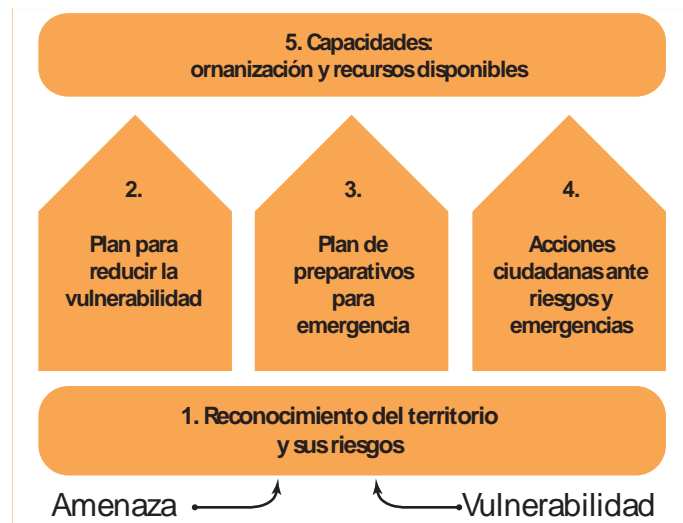 5. Capacidades:
ornanización y recursos disponibles
2.
Plan para
reducir la
vulnerabilidad
3.
Plan de
preparativos
para
emergencia
4.
Acciones
ciudadanas ante
riesgos y
emergencias
1. Reconocimiento del territorio
y sus riesgos
Amenaza
Vulnerabilidad